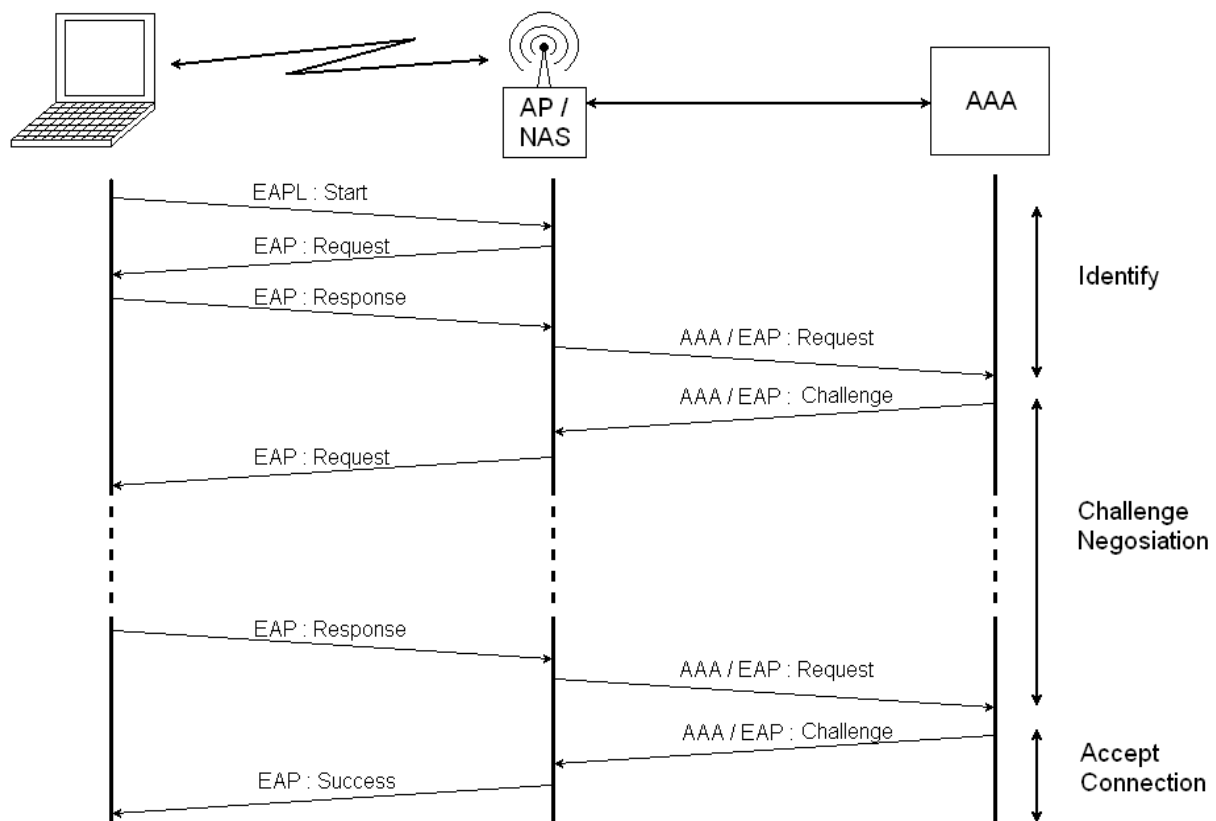 AP /
NAS
AAA
EAPL : Start
EAP : Request
EAP : Response
Identify
AAA / EAP : Request
AAA / EAP : Challenge
EAP : Request
Challenge
Negosiation
EAP : Response
AAA / EAP : Request
AAA / EAP : Challenge
Accept
Connection
EAP : Success